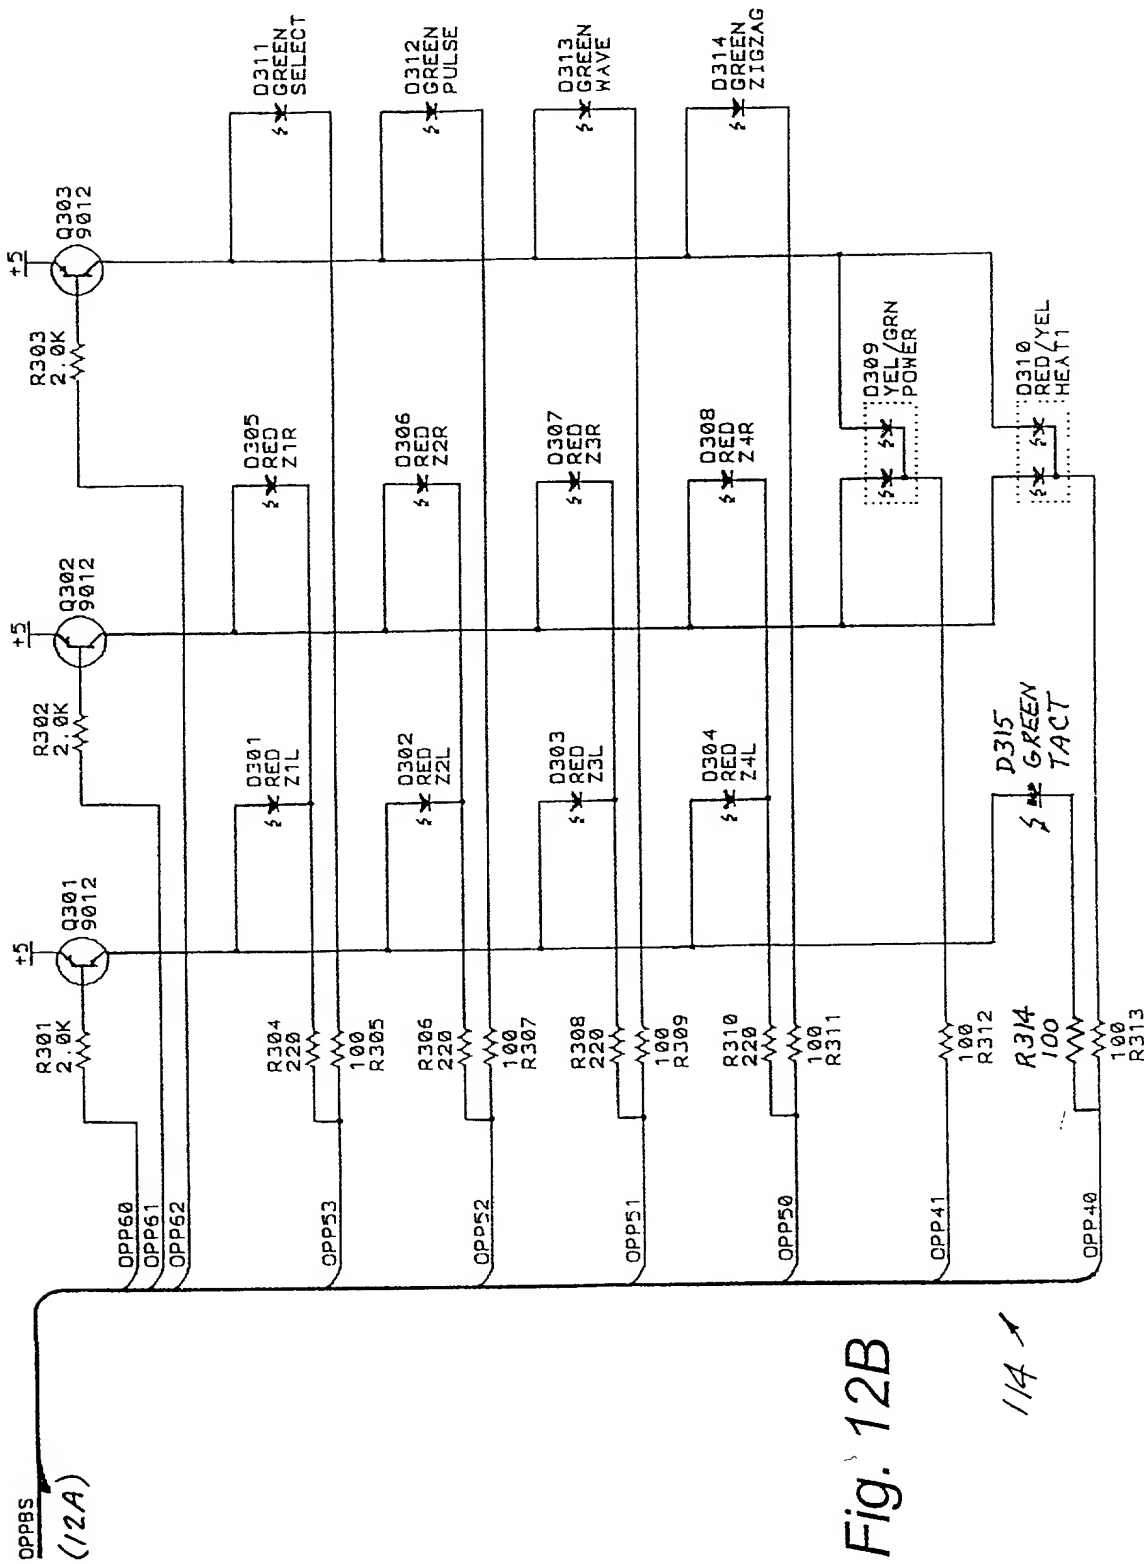 OPPBS
(12A)
OPP60
OPP61
OPP62
OPP53
OPP52
OPP51
OPP50
OPP41
OPP40
R301
2.0K
+5
Q301
9012
R302
2.0K
+5
Q302
9012
R303
2.0K
+5
Q303
9012
R304
220
100
R305
D301
RED
Z1L
D305
RED
Z1R
D311
GREEN
SELECT
R306
220
100
R307
D302
RED
Z2L
D306
RED
Z2R
D312
GREEN
PULSE
R308
220
100
R309
D303
RED
Z3L
D307
RED
Z3R
D313
GREEN
WAVE
R310
220
100
R311
D304
RED
Z4L
D308
RED
Z4R
D314
GREEN
ZIGZAG
100
R312
D309
YEL/GRN
POWER
R314
100
100
R313
D315
GREEN
TACT
D310
RED/YEL
HEAT1
Fig. 12B
114